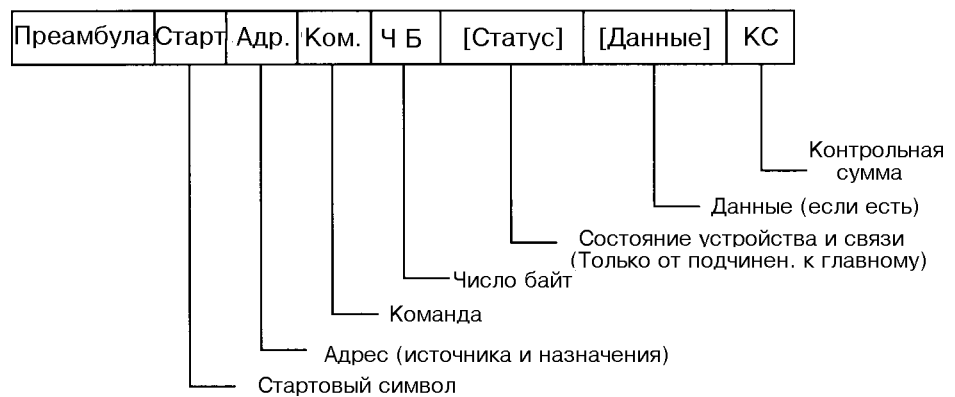 Преамбула Старт Адр. Ком. Ч Б [Статус] [Данные] КС
Контрольная
сумма
Данные (если есть)
Состояние устройства и связи
(Только от подчинен. к главному)
Число байт
Команда
Адрес (источника и назначения)
Стартовый символ